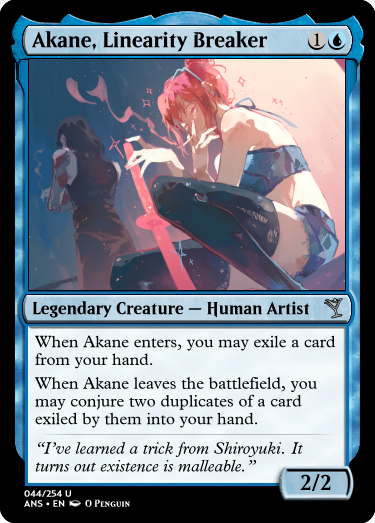 Akane, Linearity Breaker 1
Legendary Creature — Human Artist
When Akane enters, you may exile a card
from your hand.
When Akane leaves the battlefield, you
may conjure two duplicates of a card
exiled by them into your hand.
“I’ve learned a trick from Shiroyuki. It
turns out existence is malleable.”
2/2
044/254 U
ANS • EN O Penguin